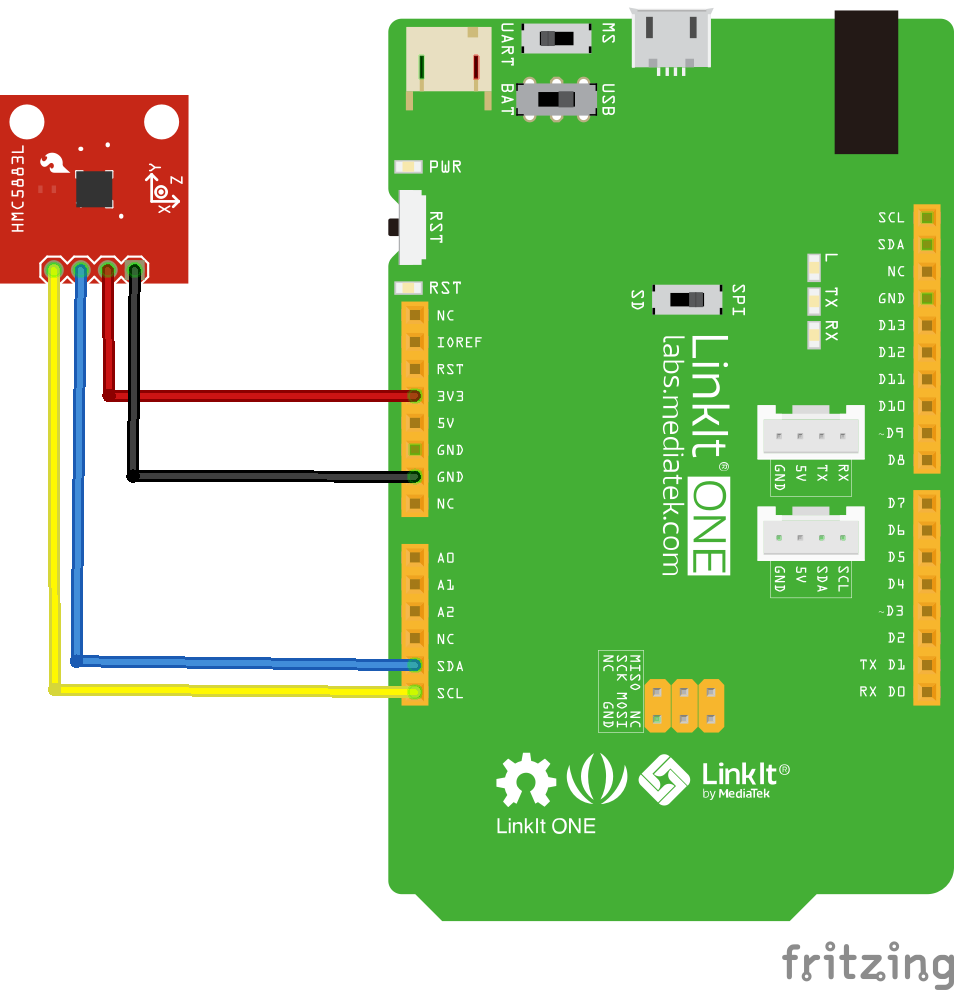 UART
MS
BAT
USB
HMC5883L
Y
Z
X
PWR
RST
RST
NC
IOREF
RST
3V3
5V
GND
GND
NC
A0
A1
A2
NC
SDA
SCL
SD
SPI
L
TX
RX
LinkIt® ONE
labs.mediatek.com
SCL
SDA
NC
GND
D13
D12
D11
D10
~D9
D8
GND
5V
TX
RX
GND
5V
SDA
SCL
D7
D6
D5
D4
~D3
D2
TX D1
RX D0
MISO NC
SCK MOSI
NC GND
LinkIt ONE
LinkIt®
by MediaTek
fritzing